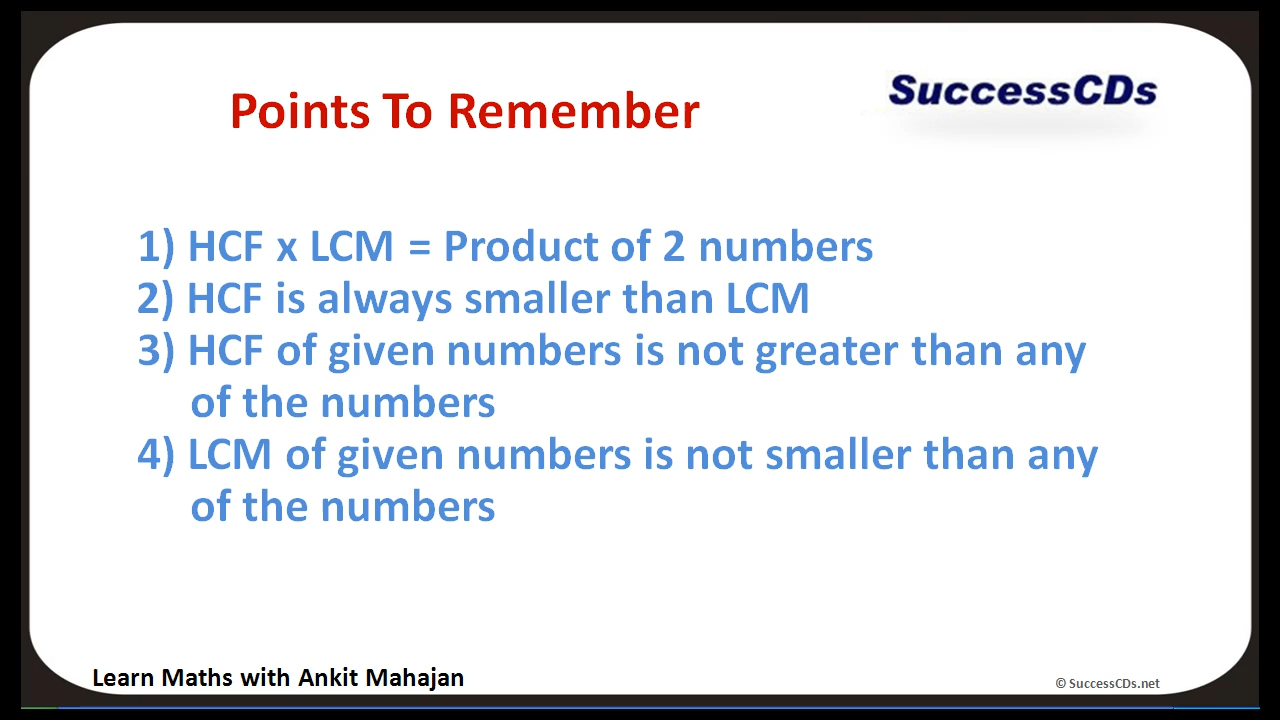 Points To Remember
SuccessCDs
1) HCF x LCM = Product of 2 numbers
2) HCF is always smaller than LCM
3) HCF of given numbers is not greater than any
of the numbers
4) LCM of given numbers is not smaller than any
of the numbers
Learn Maths with Ankit Mahajan
© SuccessCDs.net